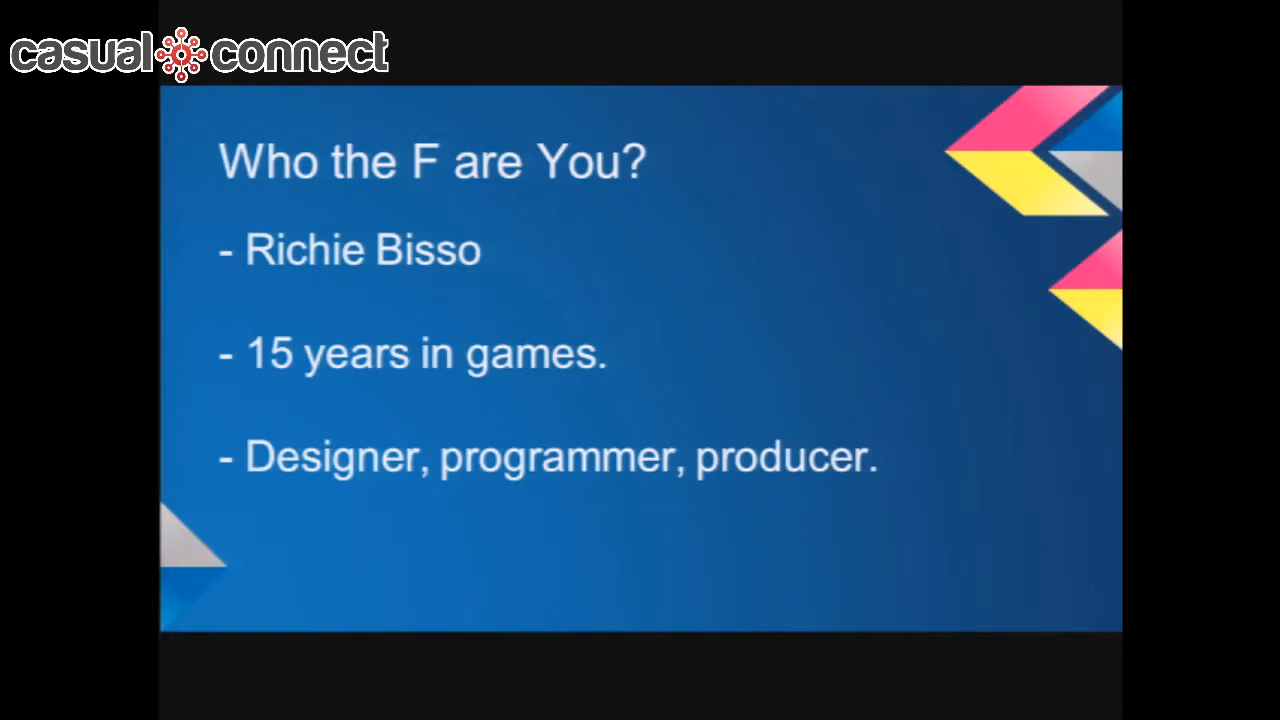 casual connect
Who the F are You?
- Richie Bisso
- 15 years in games.
- Designer, programmer, producer.